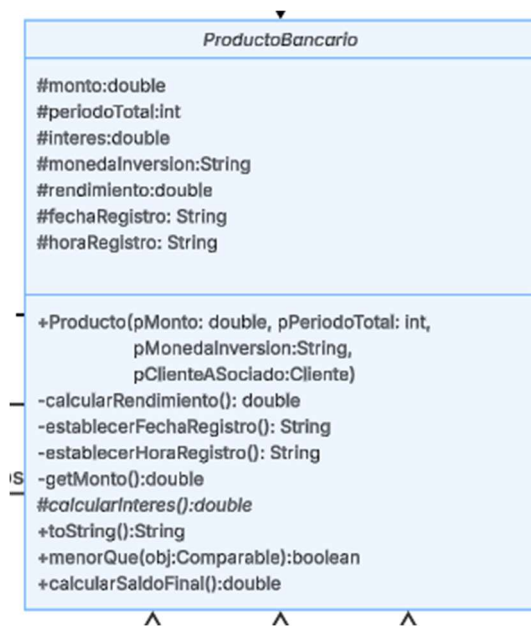 ProductoBancario
#monto:double
#periodoTotal:int
#interes:double
#monedaInversion:String
#rendimiento:double
#fechaRegistro: String
#horaRegistro: String
+Producto(pMonto: double, pPeriodoTotal: int,
pMonedaInversion:String,
pClienteASociado:Cliente)
-calcularRendimiento(): double
-establecerFechaRegistro(): String
-establecerHoraRegistro(): String
-getMonto():double
#calcularInteres():double
+toString():String
+menorQue(obj:Comparable):boolean
+calcularSaldoFinal():double